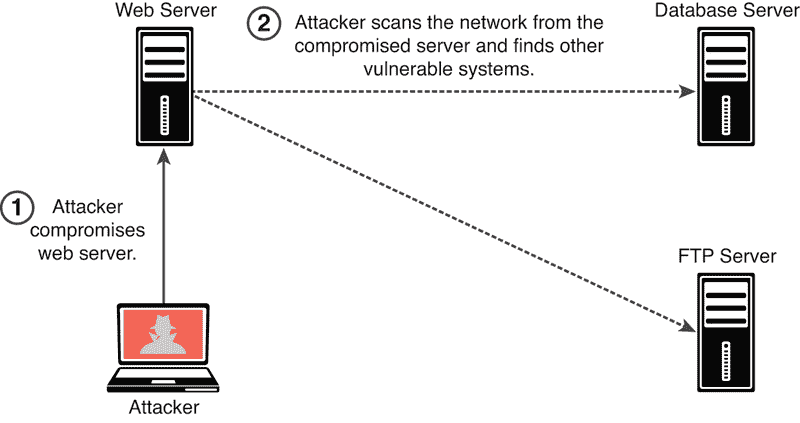 Web Server
2
Attacker scans the network from the
compromised server and finds other
vulnerable systems.
Database Server
1
Attacker
compromises
web server.
FTP Server
Attacker